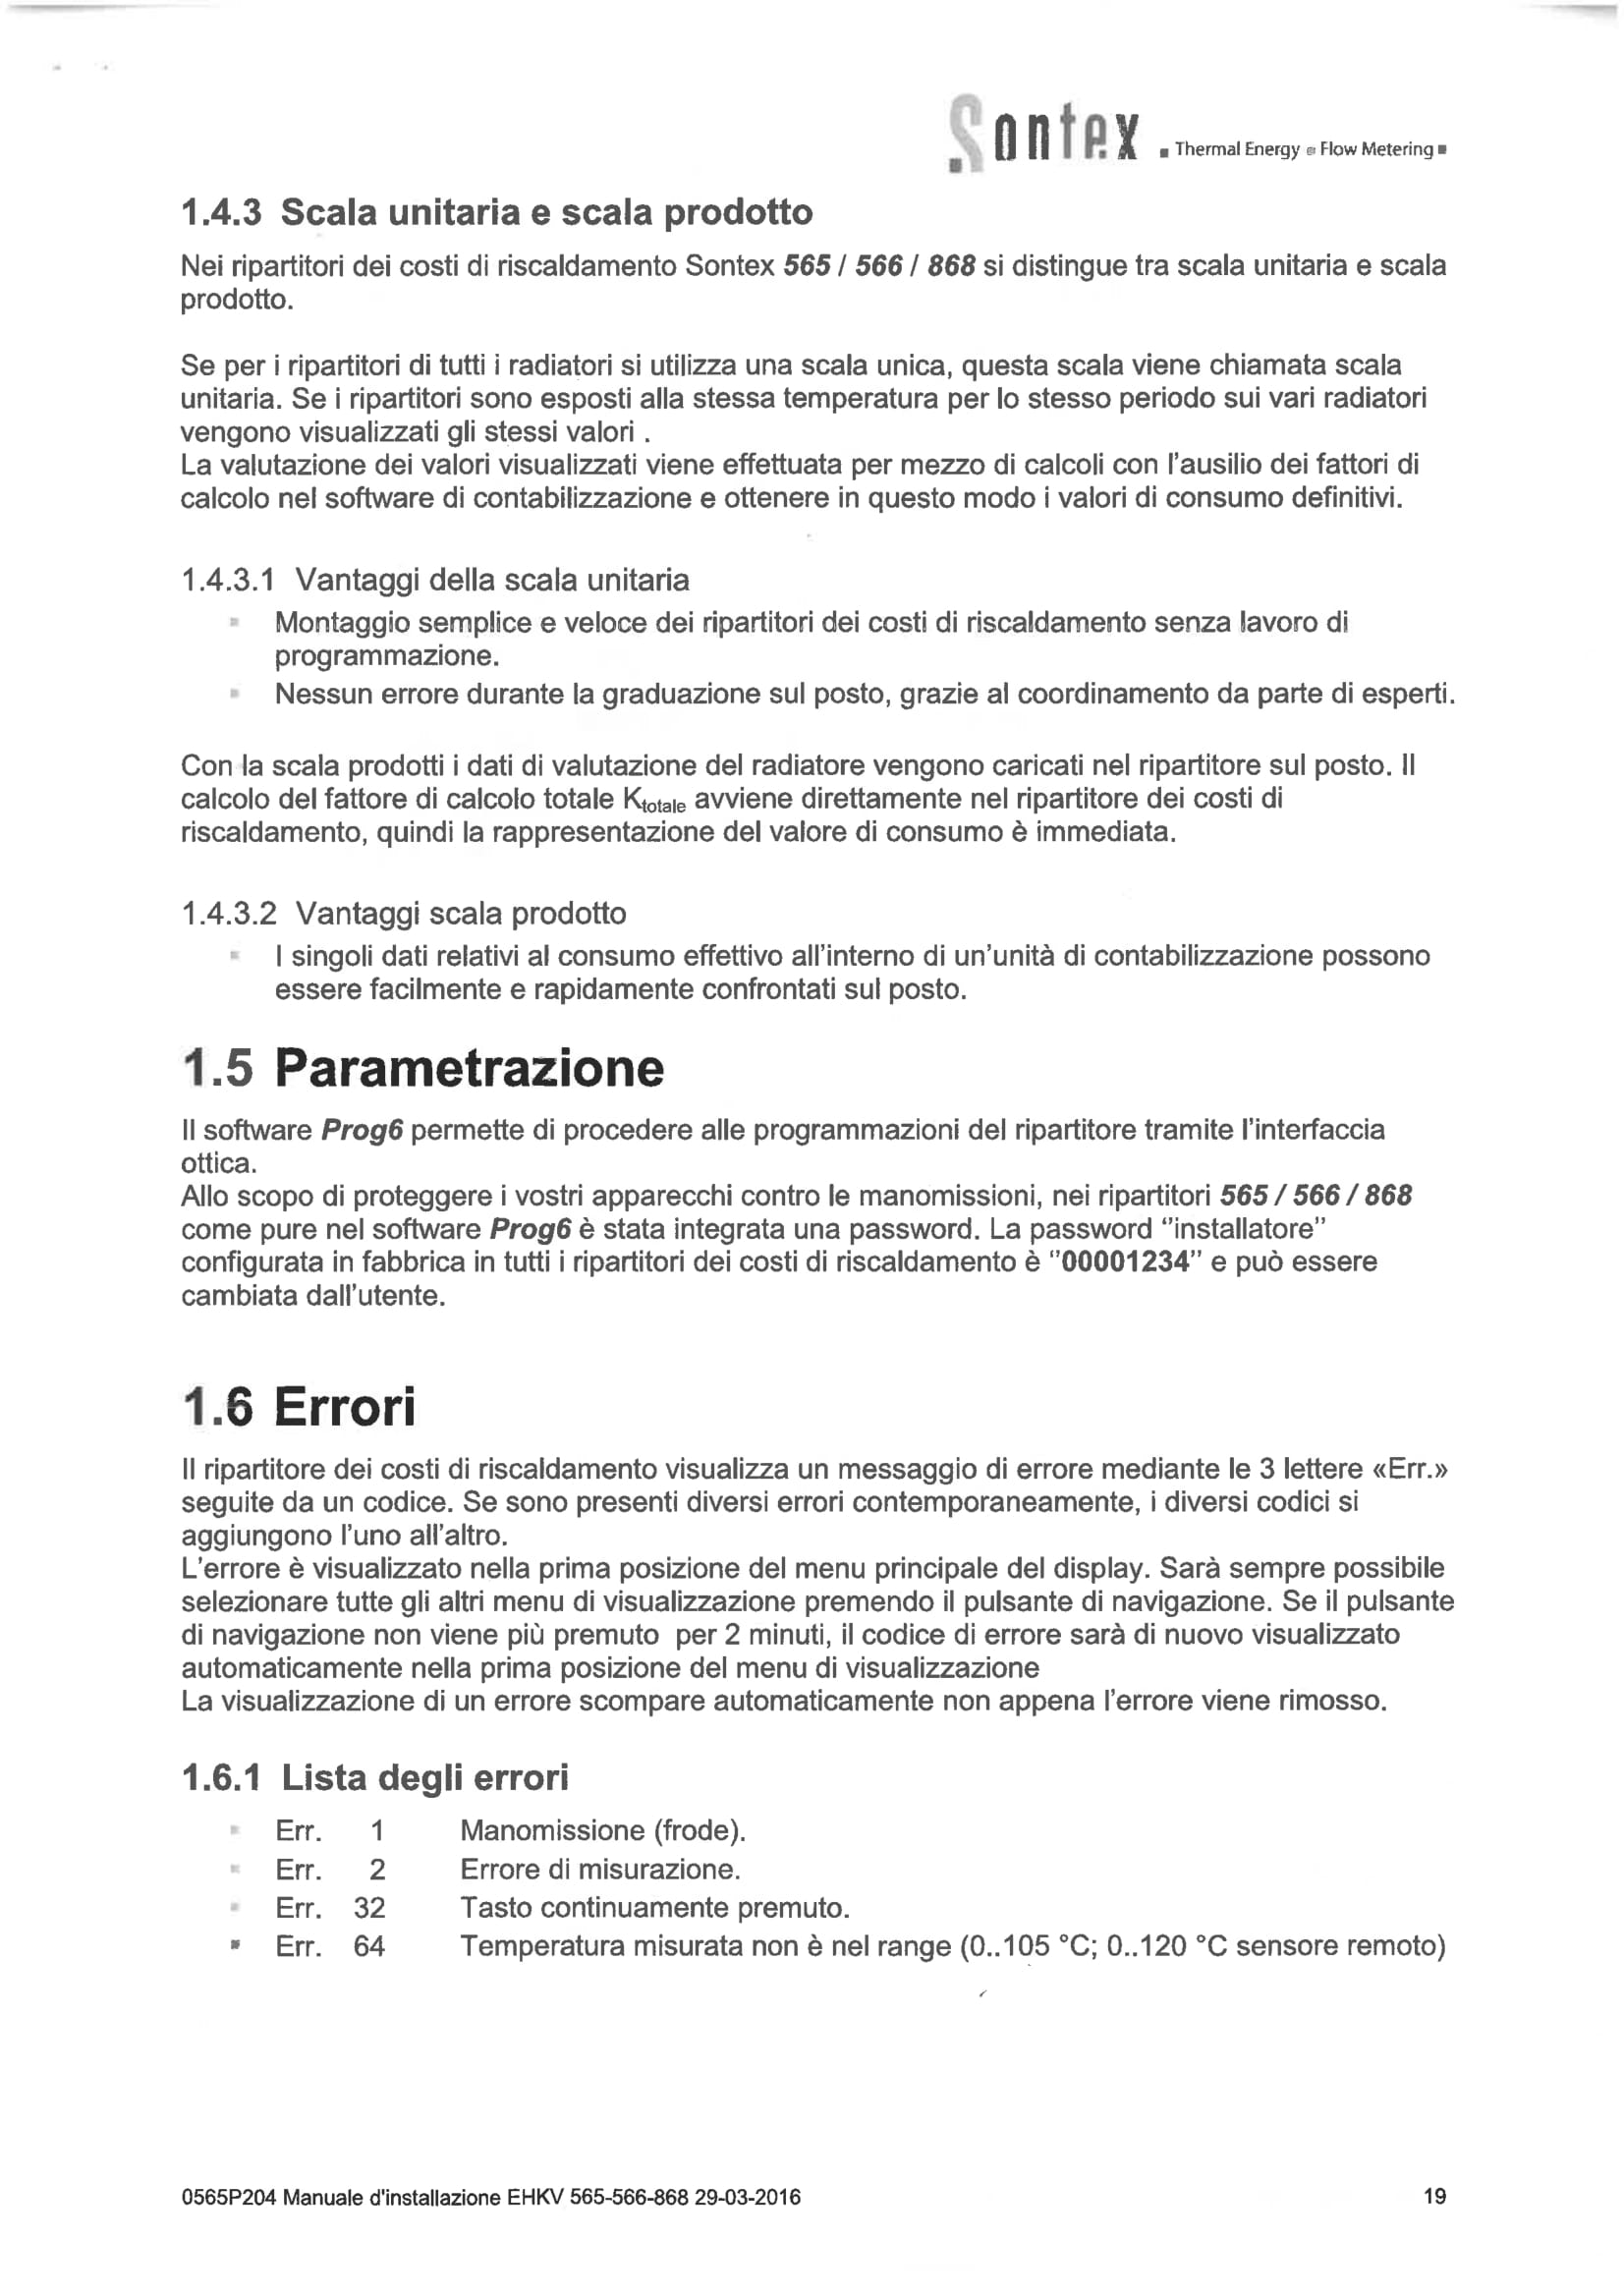 Sontex
Thermal Energy Flow Metering
1.4.3 Scala unitaria e scala prodotto
Nei ripartitori dei costi di riscaldamento Sontex 565 / 566 / 868 si distingue tra scala unitaria e scala
prodotto.
Se per i ripartitori di tutti i radiatori si utilizza una scala unica, questa scala viene chiamata scala
unitaria. Se i ripartitori sono esposti alla stessa temperatura per lo stesso periodo sui vari radiatori
vengono visualizzati gli stessi valori .
La valutazione dei valori visualizzati viene effettuata per mezzo di calcoli con l'ausilio dei fattori di
calcolo nel software di contabilizzazione e ottenere in questo modo i valori di consumo definitivi.
1.4.3.1 Vantaggi della scala unitaria
Montaggio semplice e veloce dei ripartitori dei costi di riscaldamento senza lavoro di
programmazione.
Nessun errore durante la graduazione sul posto, grazie al coordinamento da parte di esperti.
Con la scala prodotti i dati di valutazione del radiatore vengono caricati nel ripartitore sul posto. Il
calcolo del fattore di calcolo totale Ktotale avviene direttamente nel ripartitore dei costi di
riscaldamento, quindi la rappresentazione del valore di consumo è immediata.
1.4.3.2 Vantaggi scala prodotto
I singoli dati relativi al consumo effettivo all'interno di un'unità di contabilizzazione possono
essere facilmente e rapidamente confrontati sul posto.
1.5 Parametrazione
Il software Prog6 permette di procedere alle programmazioni del ripartitore tramite l'interfaccia
ottica.
Allo scopo di proteggere i vostri apparecchi contro le manomissioni, nei ripartitori 565 / 566 / 868
come pure nel software Prog6 è stata integrata una password. La password "installatore"
configurata in fabbrica in tutti i ripartitori dei costi di riscaldamento è "00001234" e può essere
cambiata dall'utente.
1.6 Errori
Il ripartitore dei costi di riscaldamento visualizza un messaggio di errore mediante le 3 lettere «Err.»
seguite da un codice. Se sono presenti diversi errori contemporaneamente, i diversi codici si
aggiungono l'uno all'altro.
L'errore è visualizzato nella prima posizione del menu principale del display. Sarà sempre possibile
selezionare tutte gli altri menu di visualizzazione premendo il pulsante di navigazione. Se il pulsante
di navigazione non viene più premuto per 2 minuti, il codice di errore sarà di nuovo visualizzato
automaticamente nella prima posizione del menu di visualizzazione
La visualizzazione di un errore scompare automaticamente non appena l'errore viene rimosso.
1.6.1 Lista degli errori
Err. 1 Manomissione (frode).
Err. 2 Errore di misurazione.
Err. 32 Tasto continuamente premuto.
Err. 64 Temperatura misurata non è nel range (0..105 °C; 0..120 °C sensore remoto)
0565P204 Manuale d'installazione EHKV 565-566-868 29-03-2016 19